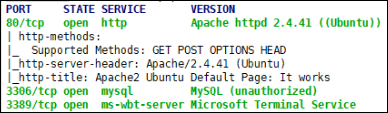 PORT STATE SERVICE VERSION
80/tcp open http Apache httpd 2.4.41 ((Ubuntu))
| http-methods:
|_ Supported Methods: GET POST OPTIONS HEAD
|_http-server-header: Apache/2.4.41 (Ubuntu)
|_http-title: Apache2 Ubuntu Default Page: It works
3306/tcp open mysql MySQL (unauthorized)
3389/tcp open ms-wbt-server Microsoft Terminal Service